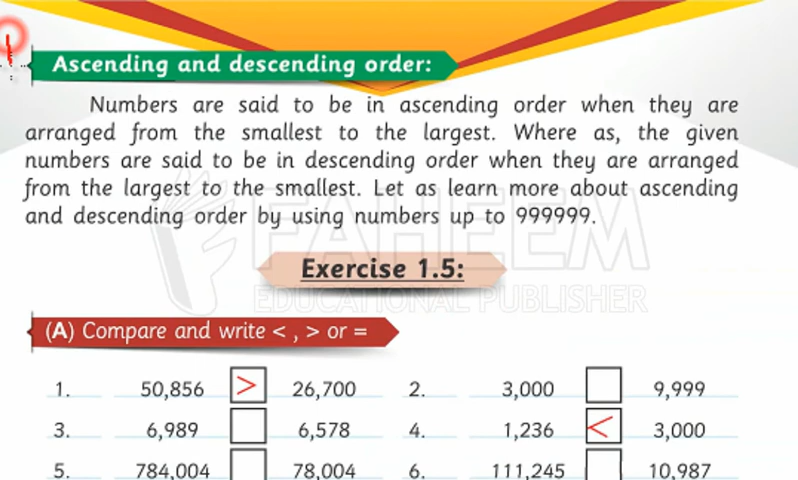 Ascending and descending order:
Numbers are said to be in ascending order when they are
arranged from the smallest to the largest. Where as, the given
numbers are said to be in descending order when they are arranged
from the largest to the smallest. Let as learn more about ascending
and descending order by using numbers up to 999999.
FAHEEM
EDUCATIONAL PUBLISHER
Exercise 1.5:
(A) Compare and write < , > or =
1. 50,856 > 26,700 2. 3,000 9,999
3. 6,989 6,578 4. 1,236 < 3,000
5. 784,004 78,004 6. 111,245 10,987